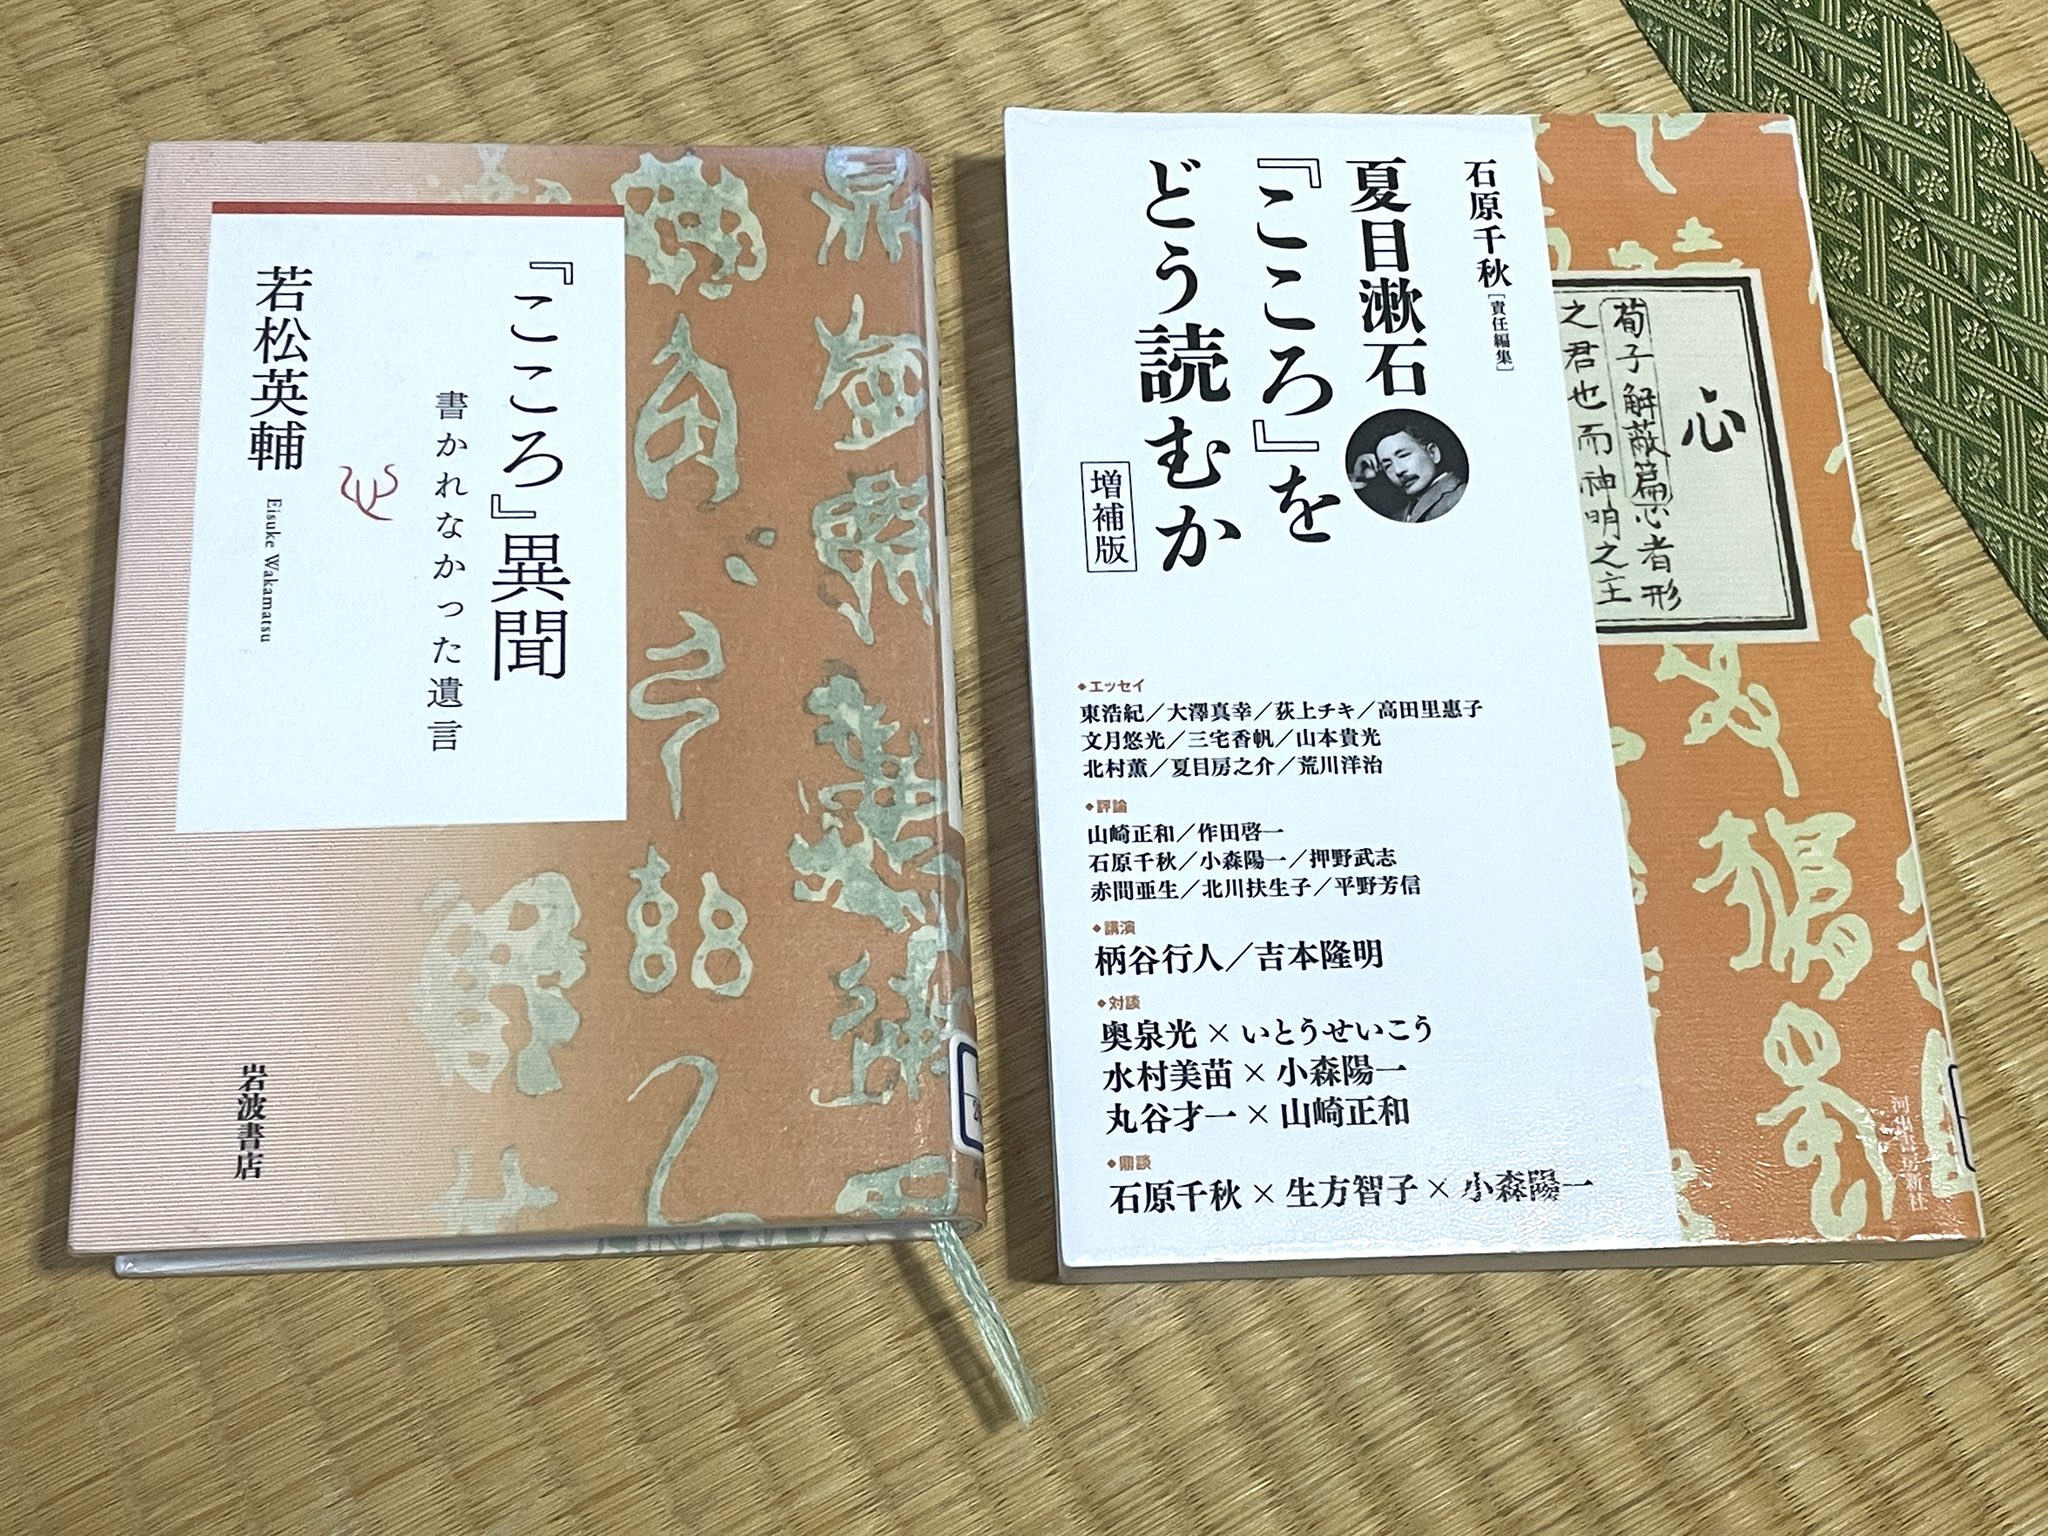 『こころ』異聞
書かれなかった遺言
若松英輔
Eisuke Wakamatsu
岩波書店
石原千秋［責任編集］
夏目漱石
『こころ』を
どう読むか
増補版
心
荀子解蔽篇心者形
之君也而神明之主
◆エッセイ
東浩紀／大澤真幸／荻上チキ／高田里惠子
文月悠光／三宅香帆／山本貴光
北村薫／夏目房之介／荒川洋治
◆評論
山崎正和／作田啓一
石原千秋／小森陽一／押野武志
赤間亜生／北川扶生子／平野芳信
◆講演
柄谷行人／吉本隆明
◆対談
奥泉光×いとうせいこう
水村美苗×小森陽一
丸谷才一×山崎正和
◆鼎談
石原千秋×生方智子×小森陽一
河出書房新社